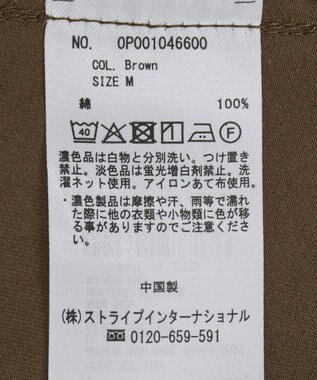 NO. 0P001046600
COL. Brown
SIZE M
綿 100%
40 F
濃色品は白物と分別洗い。つけ置き
禁止。淡色品は蛍光増白剤禁止。洗
濯ネット使用。アイロンあて布使用。
・濃色製品は摩擦や汗、雨等で濡れ
た際に他の衣類や小物類に色が移
る事がありますのでご注意くださ
い。
中国製
(株)ストライプインターナショナル
0120-659-591